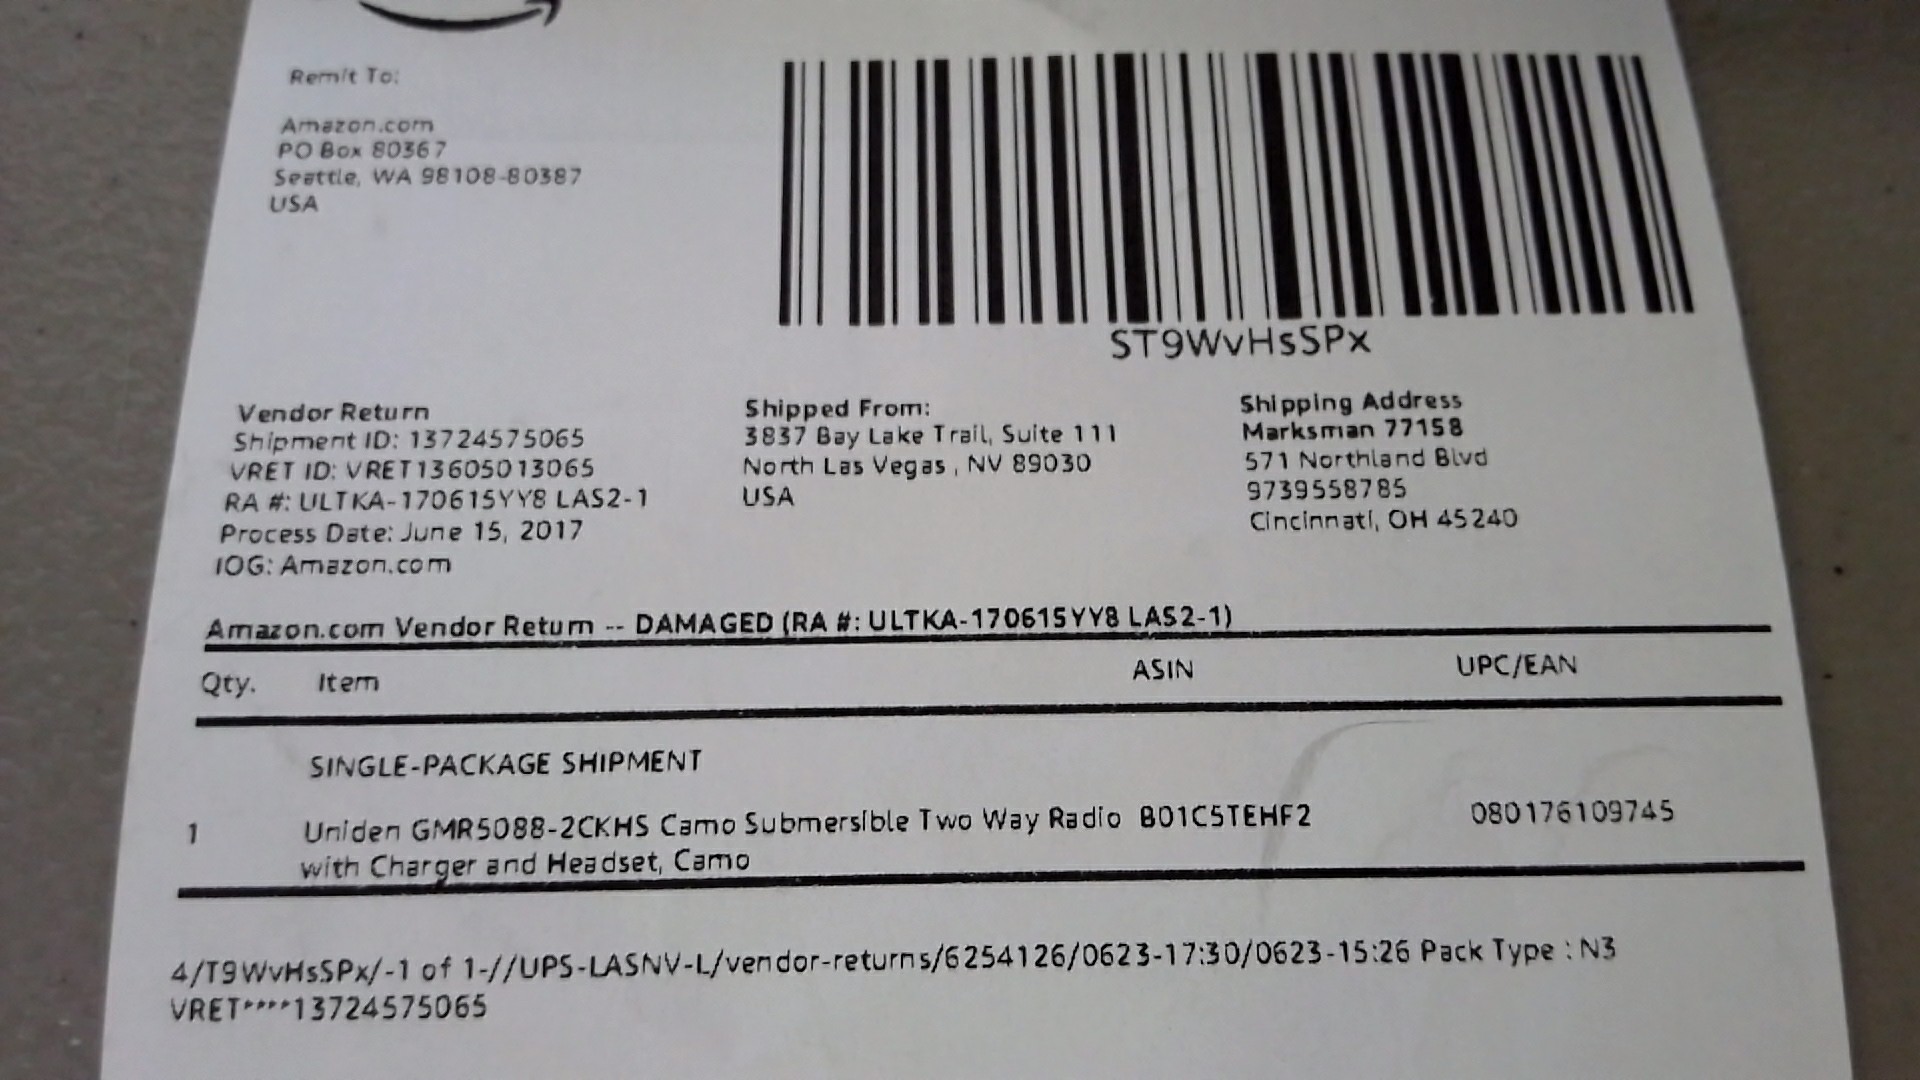 Remit To:
Amazon.com
PO Box 80367
Seattle, WA 98108-80387
USA
ST9WvHsSPx
Vendor Return
Shipment ID: 13724575065
VRET ID: VRET13605013065
RA #: ULTKA-170615YY8 LAS2-1
Process Date: June 15, 2017
IOG: Amazon.com
Shipped From:
3837 Bay Lake Trail, Suite 111
North Las Vegas , NV 89030
USA
Shipping Address
Marksman 77158
571 Northland Blvd
9739558785
Cincinnati, OH 45240
Amazon.com Vendor Return -- DAMAGED (RA #: ULTKA-170615YY8 LAS2-1)
Qty. Item ASIN UPC/EAN
SINGLE-PACKAGE SHIPMENT
1 Uniden GMR5088-2CKHS Camo Submersible Two Way Radio B01C5TEHF2 080176109745
with Charger and Headset, Camo
4/T9WvHsSPx/-1 of 1-//UPS-LASNV-L/vendor-returns/6254126/0623-17:30/0623-15:26 Pack Type : N3
VRET****13724575065